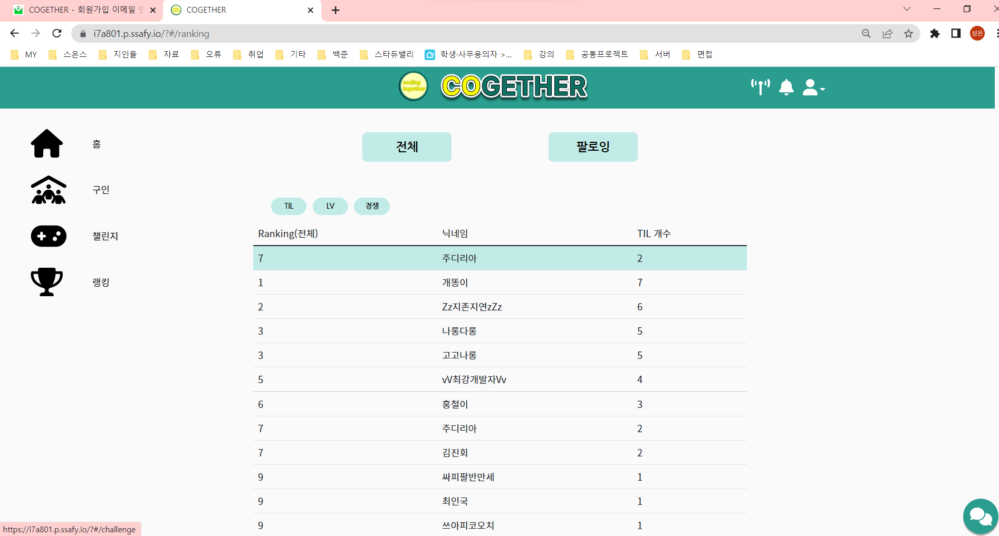 COGETHER - 회원가입 이메일
COGETHER
i7a801.p.ssafy.io/?#/ranking
성은
MY 스온스 지인들 자료 오류 취업 기타 백준 스타듀밸리 학생·사무용의자 >... 강의 공통프로젝트 서버 면접
coding together
COGETHER
홈
구인
챌린지
랭킹
전체 팔로잉
TIL LV 경쟁
Ranking(전체) 닉네임 TIL 개수
7 주디리아 2
1 개똥이 7
2 Zz지존지연zZz 6
3 나롱다롱 5
3 고고나롱 5
5 vV최강개발자Vv 4
6 홍철이 3
7 주디리아 2
7 김진회 2
9 싸피팔반만세 1
9 최인국 1
9 쓰아피코오치 1
https://i7a801.p.ssafy.io/?#/challenge